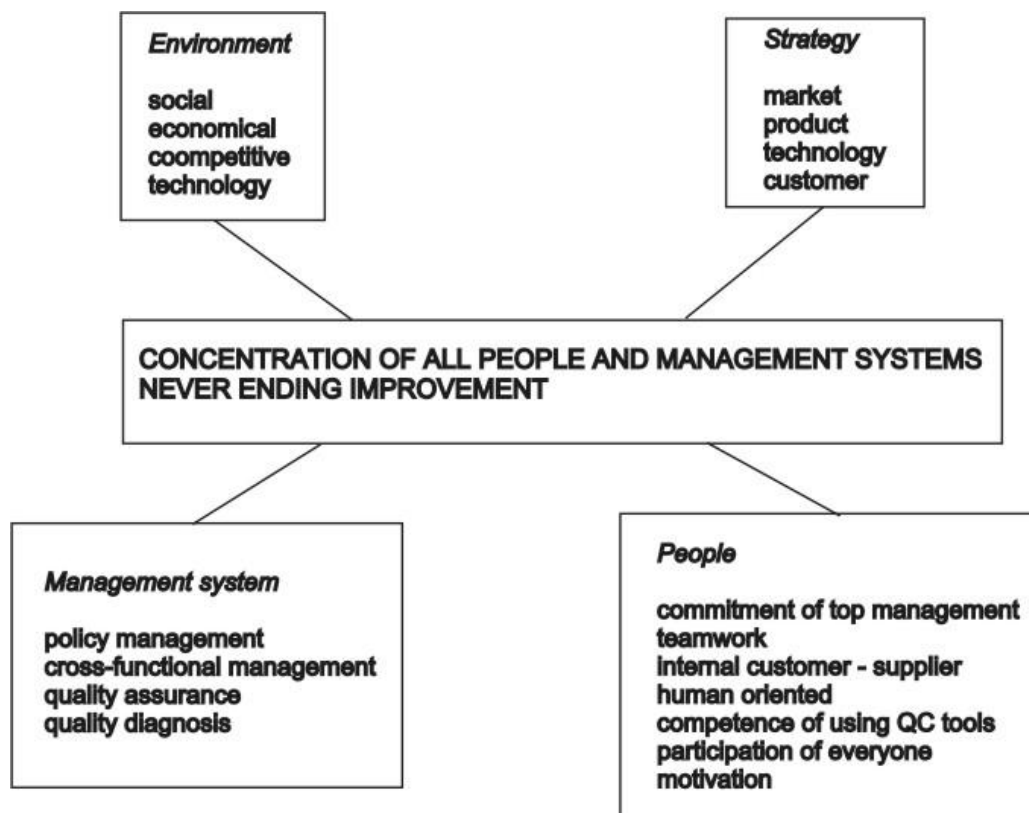 Environment
social
economical
coompetitive
technology
Strategy
market
product
technology
customer
CONCENTRATION OF ALL PEOPLE AND MANAGEMENT SYSTEMS
NEVER ENDING IMPROVEMENT
Management system
policy management
cross-functional management
quality assurance
quality diagnosis
People
commitment of top management
teamwork
internal customer - supplier
human oriented
competence of using QC tools
participation of everyone
motivation